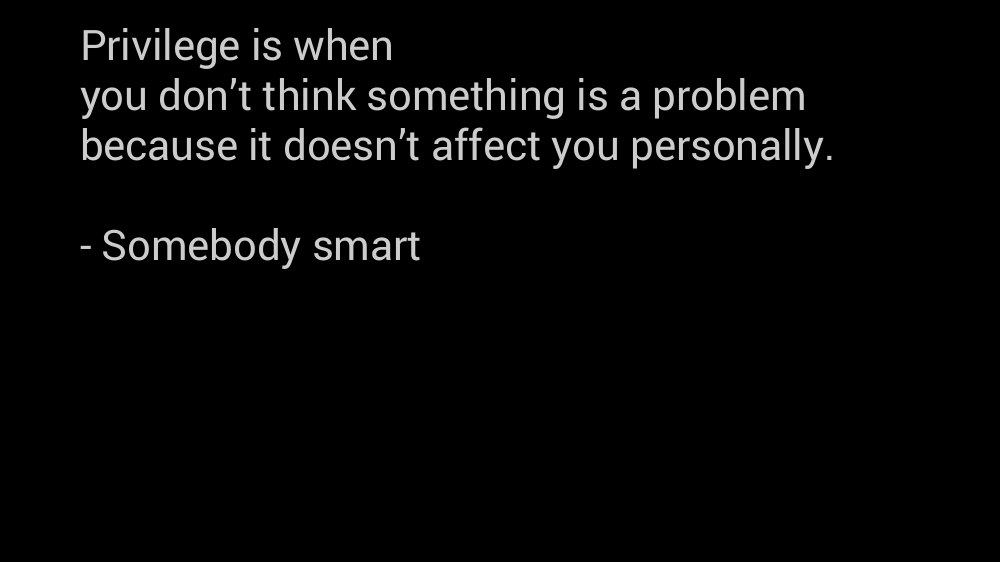 Privilege is when
you don’t think something is a problem
because it doesn’t affect you personally.
- Somebody smart